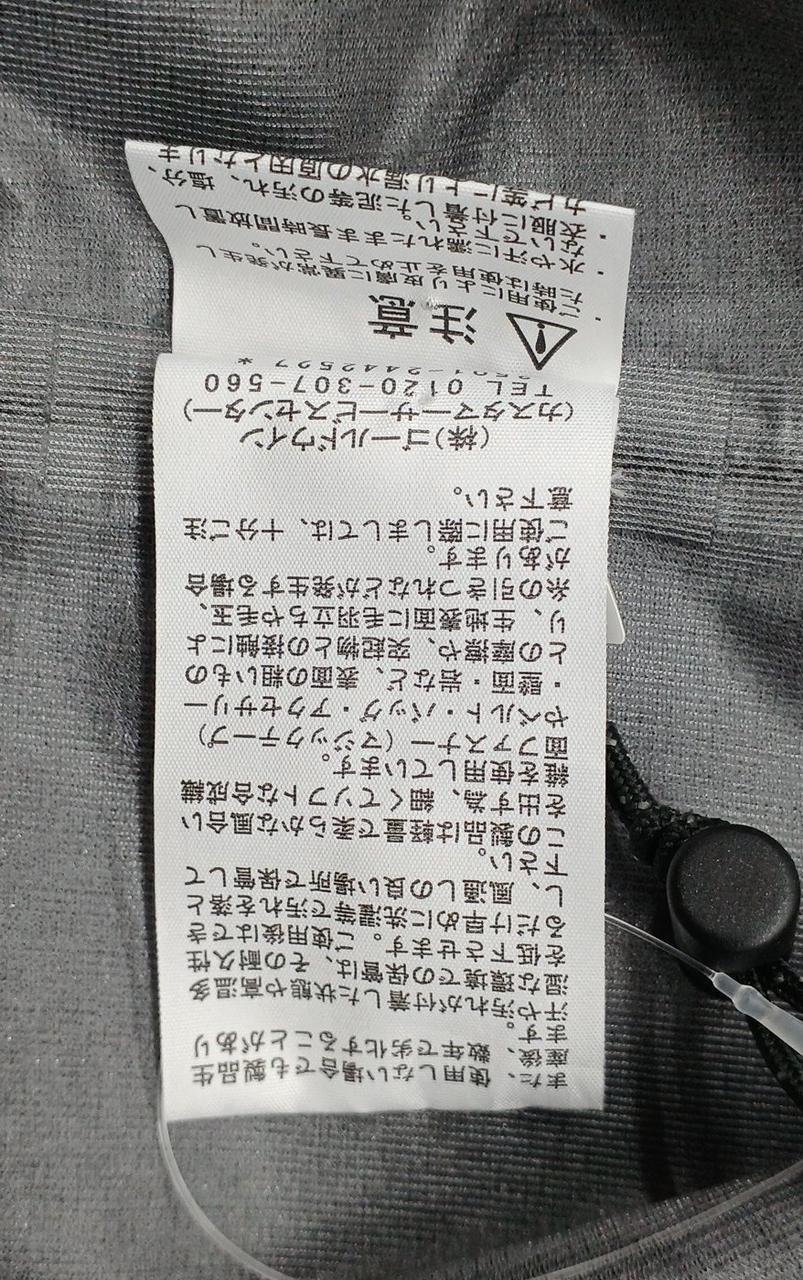 また、使用しない場合でも製品生
産後、数年で劣化することがあり
ます。
汗や汚れが付着した状態や高温多
湿な環境での保管は、その耐久性
を低下させます。ご使用後はでき
るだけ早めに洗濯等で汚れを落と
し、風通しの良い場所で保管して
下さい。
この製品は軽量で柔らかな風合い
を出す為、細くてソフトな合成繊
維を使用しています。
面ファスナー(マジックテープ)
やベルト・バッグ・アクセサリー
・壁面・岩など、表面の粗いもの
との摩擦や、突起物との接触によ
り、生地表面に毛羽立ちや毛玉、
糸の引きつれなどが発生する場合
があります。
ご使用に際しましては、十分ご注
意下さい。
(株)ゴールドウイン
(カスタマーサービスセンター)
TEL 0120-307-560
注意
・ご使用により皮膚に異常が発生し
た時は使用を止めて下さい。
・水や汗に濡れたまま長時間放置し
ないで下さい。
・衣服に付着した泥等の汚れ、塩分、
カビ等により漏水の原因となりま